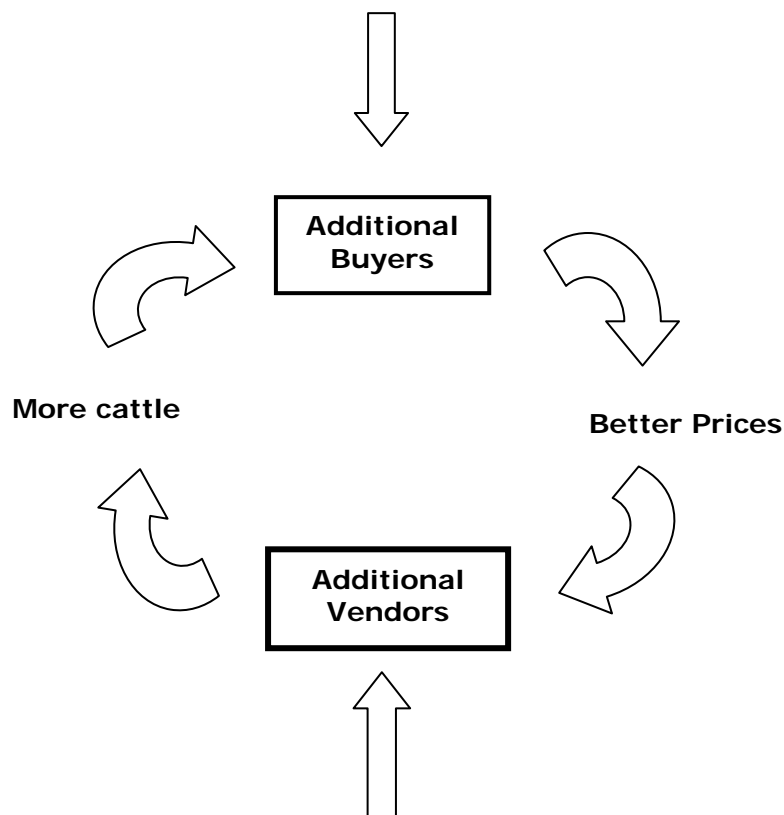 Additional
Buyers
More cattle
Better Prices
Additional
Vendors